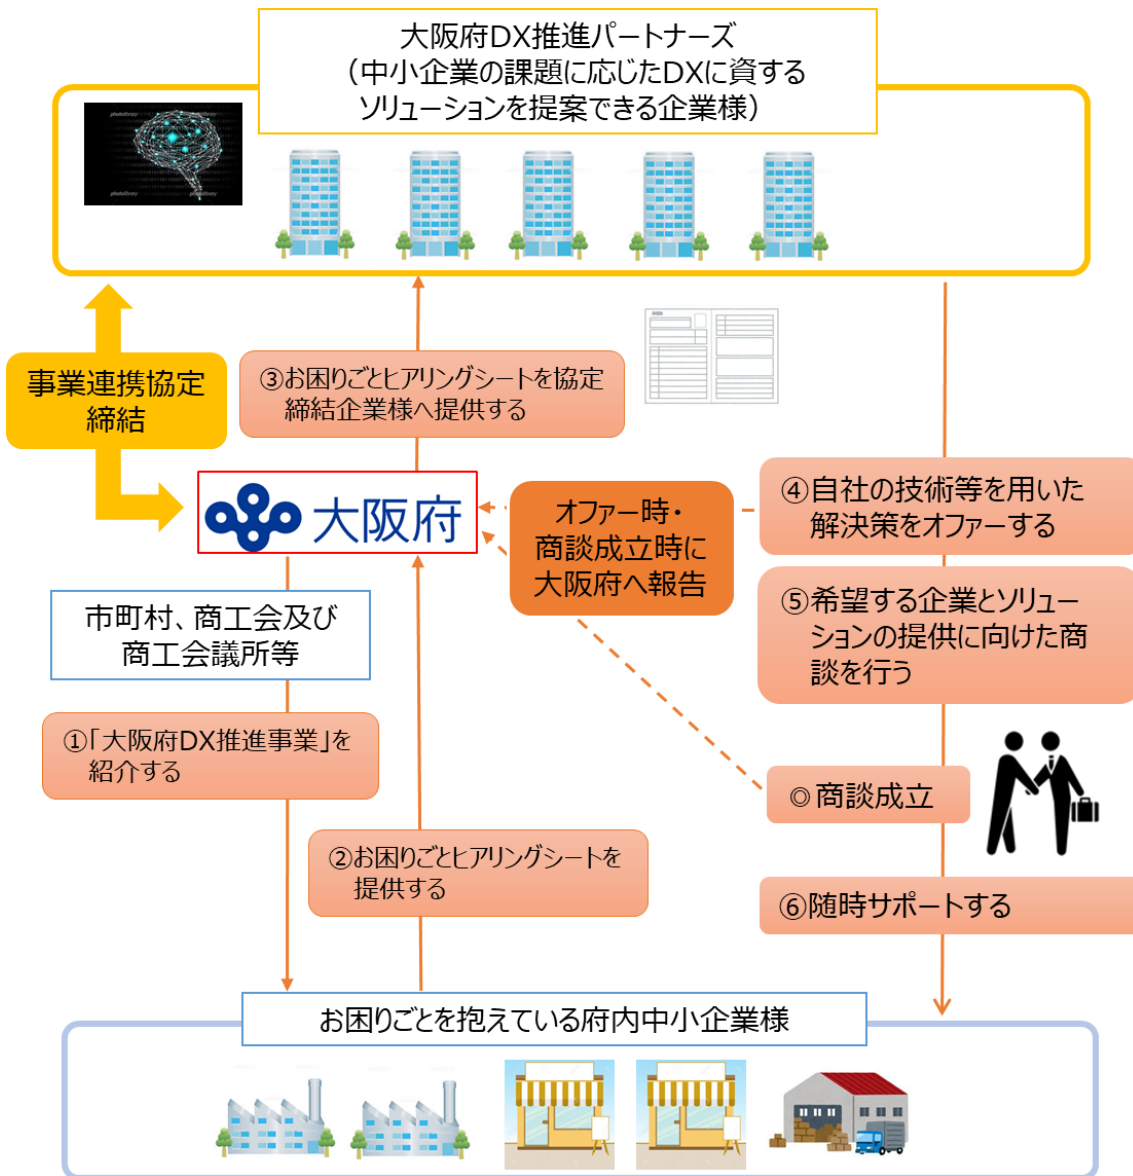 大阪府DX推進パートナーズ
（中小企業の課題に応じたDXに資する
ソリューションを提案できる企業様）
photolibrary
photolibrary
photolibrary
事業連携協定
締結
③お困りごとヒアリングシートを協定
締結企業様へ提供する
大阪府
オファー時・
商談成立時に
大阪府へ報告
④自社の技術等を用いた
解決策をオファーする
⑤希望する企業とソリュー
ションの提供に向けた商
談を行う
市町村、商工会及び
商工会議所等
①「大阪府DX推進事業」を
紹介する
◎商談成立
②お困りごとヒアリングシートを
提供する
⑥随時サポートする
お困りごとを抱えている府内中小企業様